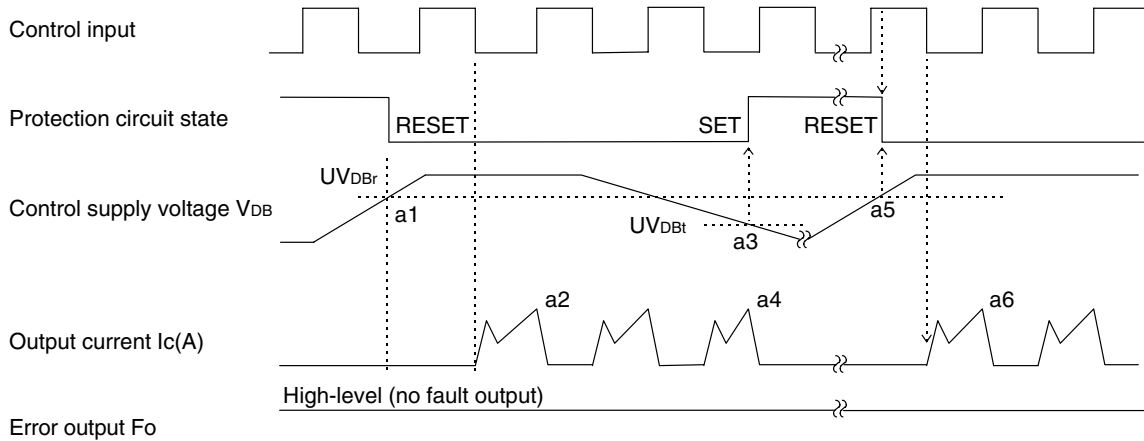 Control input
Protection circuit state
RESET
SET
RESET
UVDBr
Control supply voltage VDB
a1
UVDBt
a3
a5
a2
a4
a6
Output current Ic(A)
High-level (no fault output)
Error output Fo